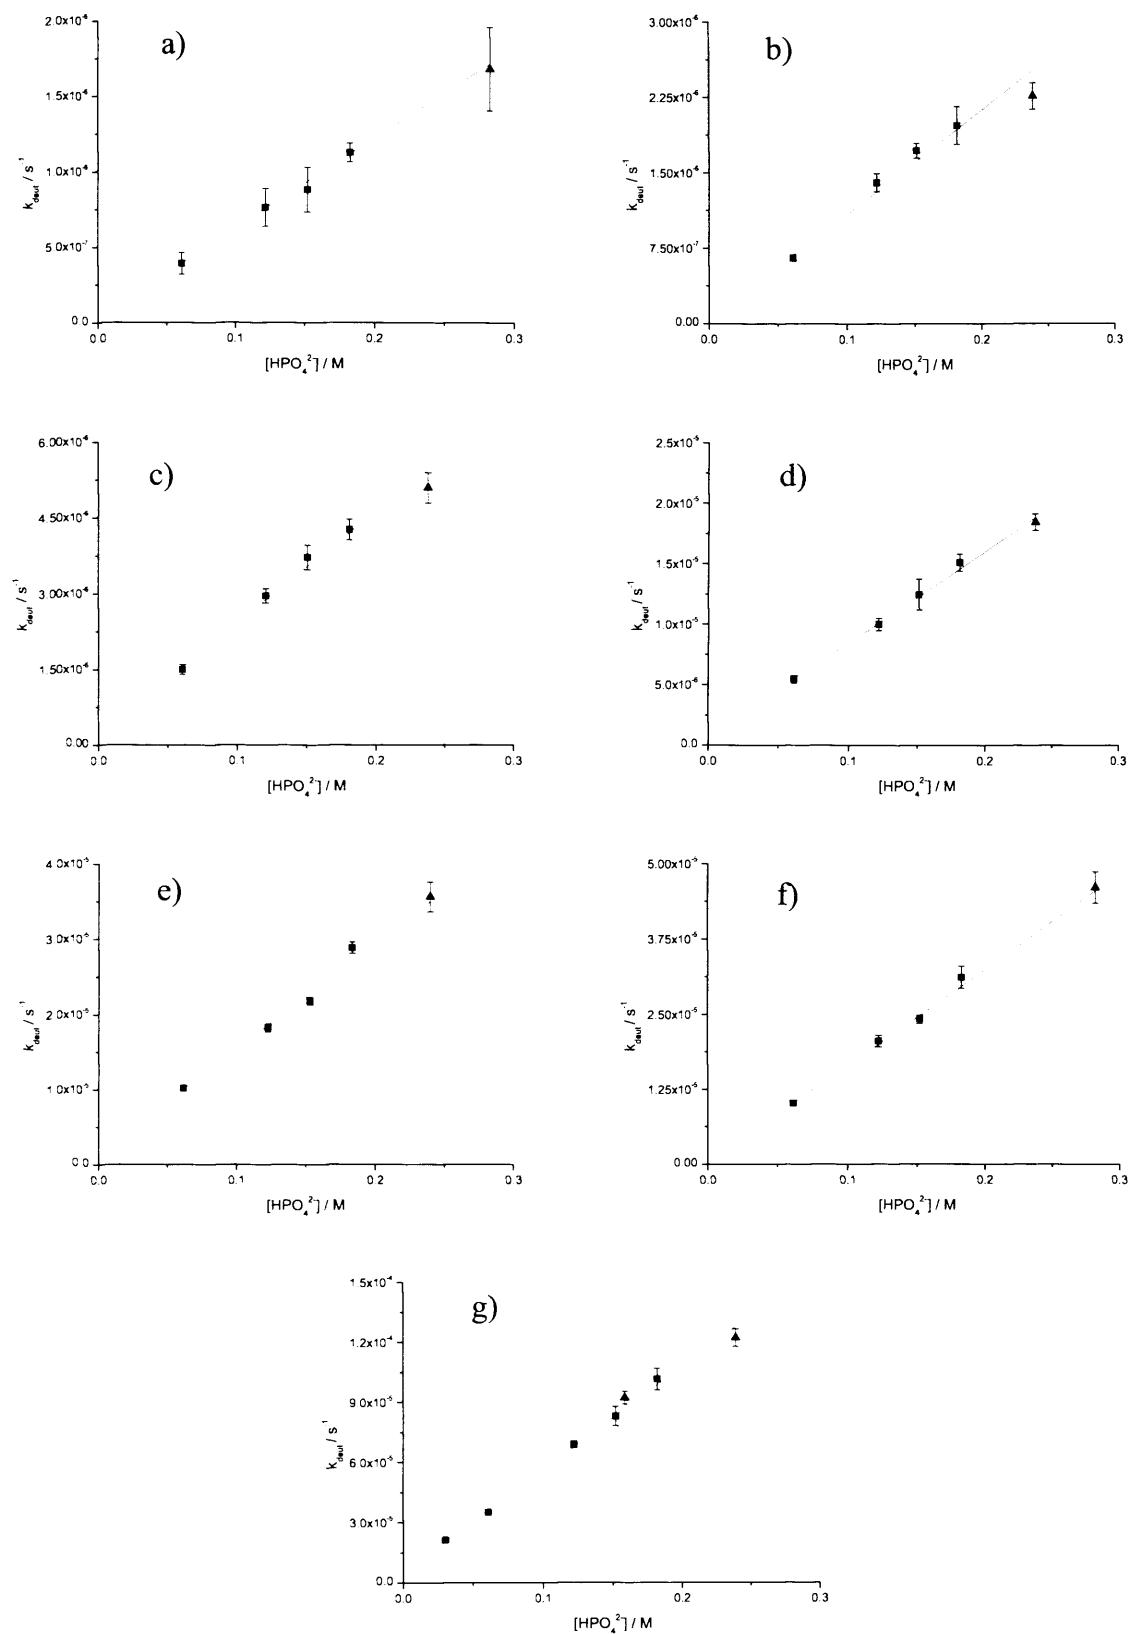 a)
2.0x10⁻⁶
1.5x10⁻⁶
1.0x10⁻⁶
5.0x10⁻⁷
0.0
k_deut / s⁻¹
0.0 0.1 0.2 0.3
[HPO₄²⁻] / M
b)
3.00x10⁻⁶
2.25x10⁻⁶
1.50x10⁻⁶
7.50x10⁻⁷
0.00
k_deut / s⁻¹
0.0 0.1 0.2 0.3
[HPO₄²⁻] / M
c)
6.00x10⁻⁶
4.50x10⁻⁶
3.00x10⁻⁶
1.50x10⁻⁶
0.00
k_deut / s⁻¹
0.0 0.1 0.2 0.3
[HPO₄²⁻] / M
d)
2.5x10⁻⁵
2.0x10⁻⁵
1.5x10⁻⁵
1.0x10⁻⁵
5.0x10⁻⁶
0.0
k_deut / s⁻¹
0.0 0.1 0.2 0.3
[HPO₄²⁻] / M
e)
4.0x10⁻⁵
3.0x10⁻⁵
2.0x10⁻⁵
1.0x10⁻⁵
0.0
k_deut / s⁻¹
0.0 0.1 0.2 0.3
[HPO₄²⁻] / M
f)
5.00x10⁻⁵
3.75x10⁻⁵
2.50x10⁻⁵
1.25x10⁻⁵
0.00
k_deut / s⁻¹
0.0 0.1 0.2 0.3
[HPO₄²⁻] / M
g)
1.5x10⁻⁴
1.2x10⁻⁴
9.0x10⁻⁵
6.0x10⁻⁵
3.0x10⁻⁵
0.0
k_deut / s⁻¹
0.0 0.1 0.2 0.3
[HPO₄²⁻] / M